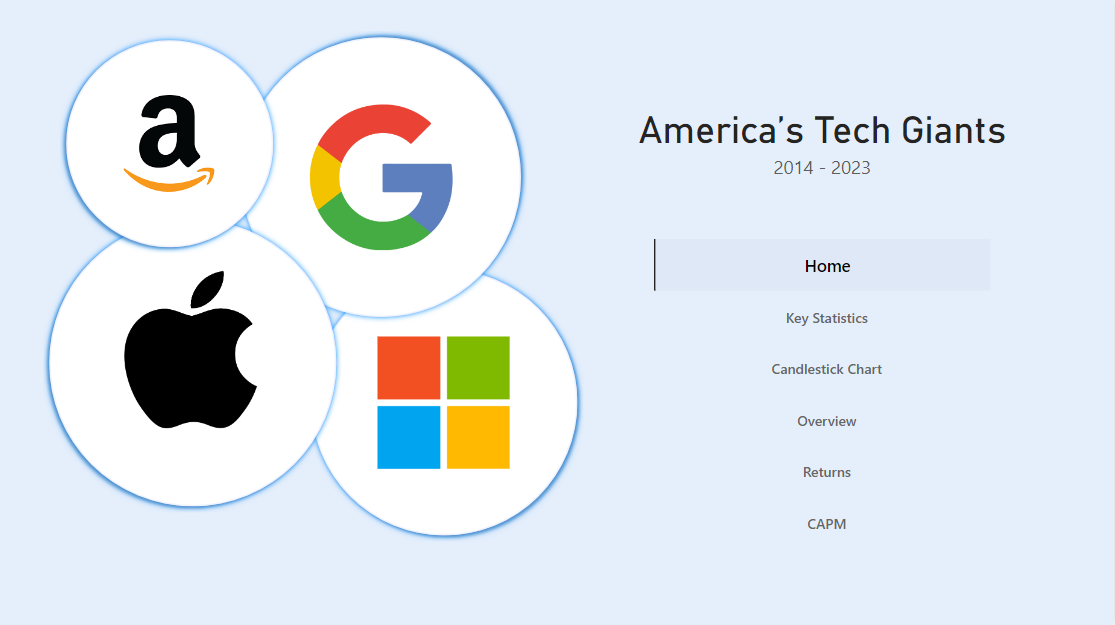 a
G
America's Tech Giants
2014 - 2023
Home
Key Statistics
Candlestick Chart
Overview
Returns
CAPM